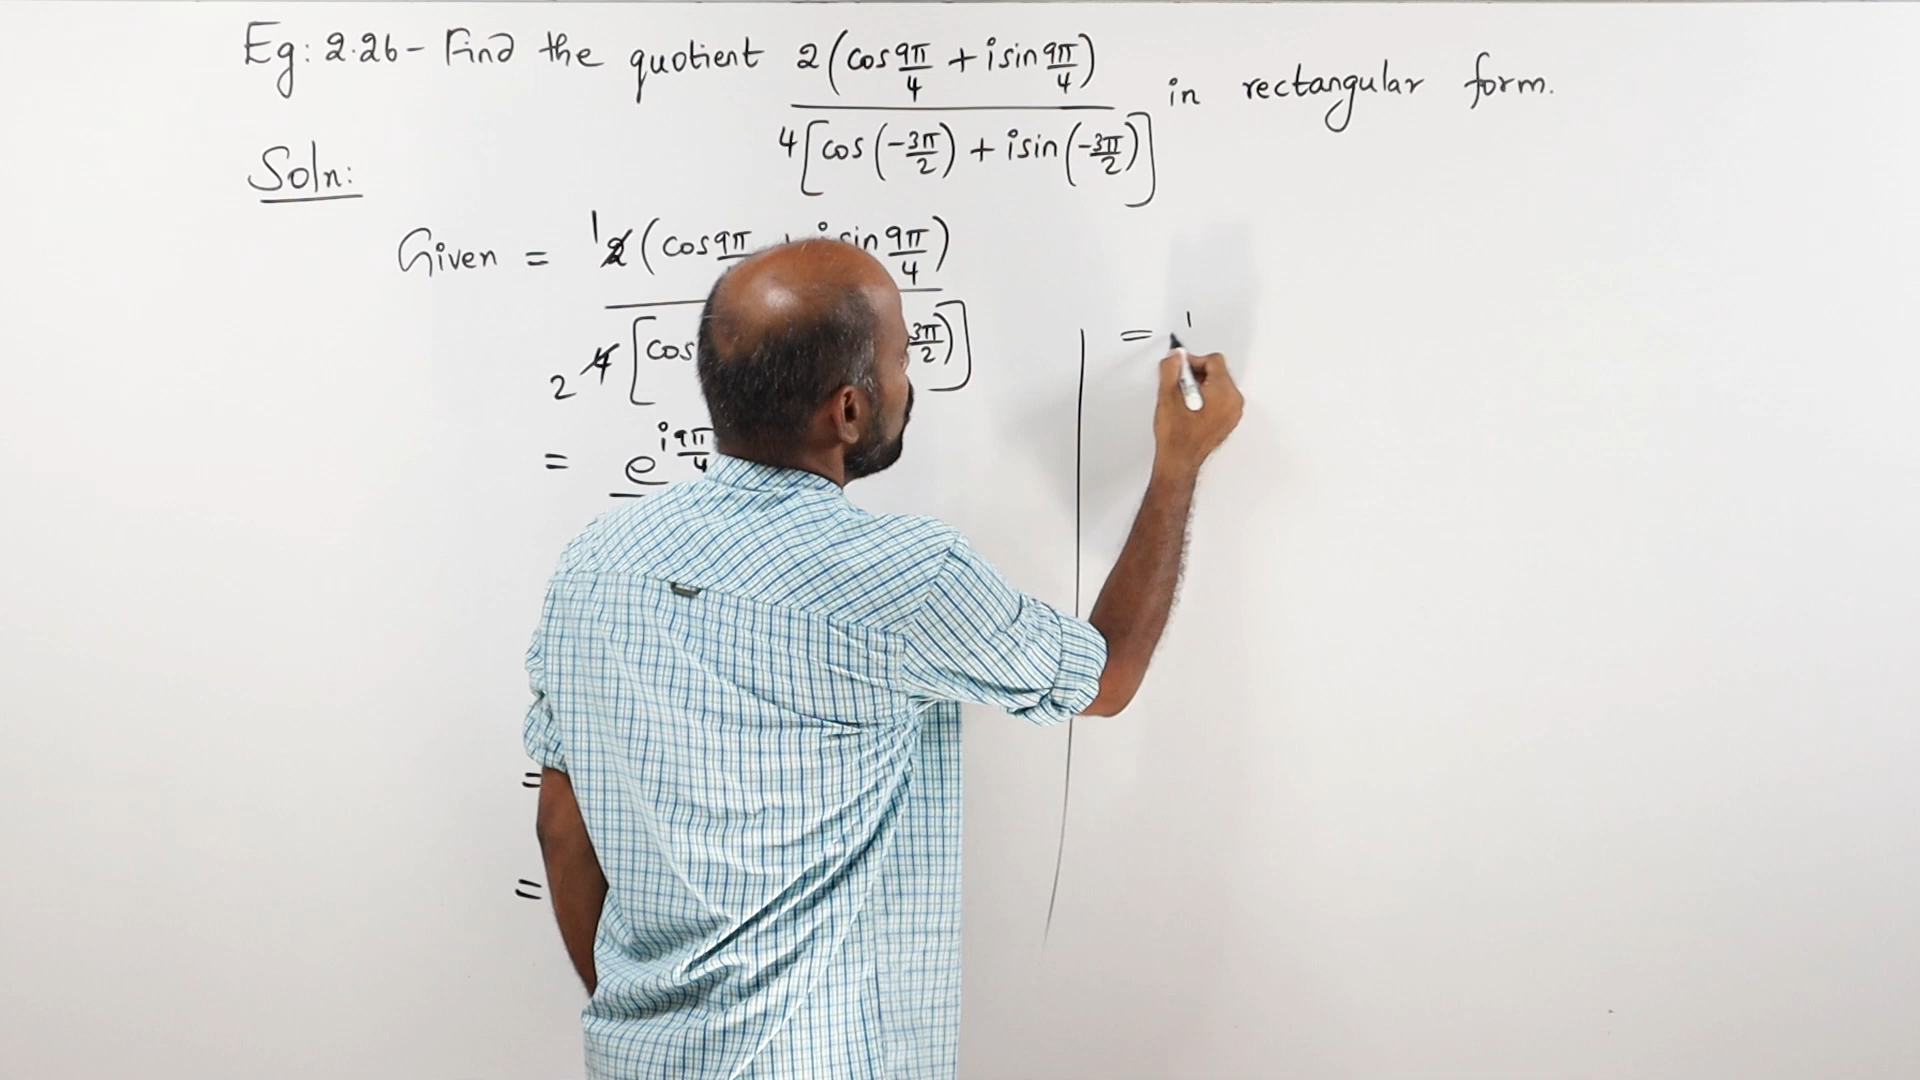 Eg: 2.26 - Find the quotient 2(cos 9π/4 + i sin 9π/4) / 4[cos(-3π/2) + i sin(-3π/2)] in rectangular form.
Soln:
Given = 1 2(cos 9π i sin 9π/4)
2 4[cos 3π/2)]
= e^i9π/4
=
=
= 1